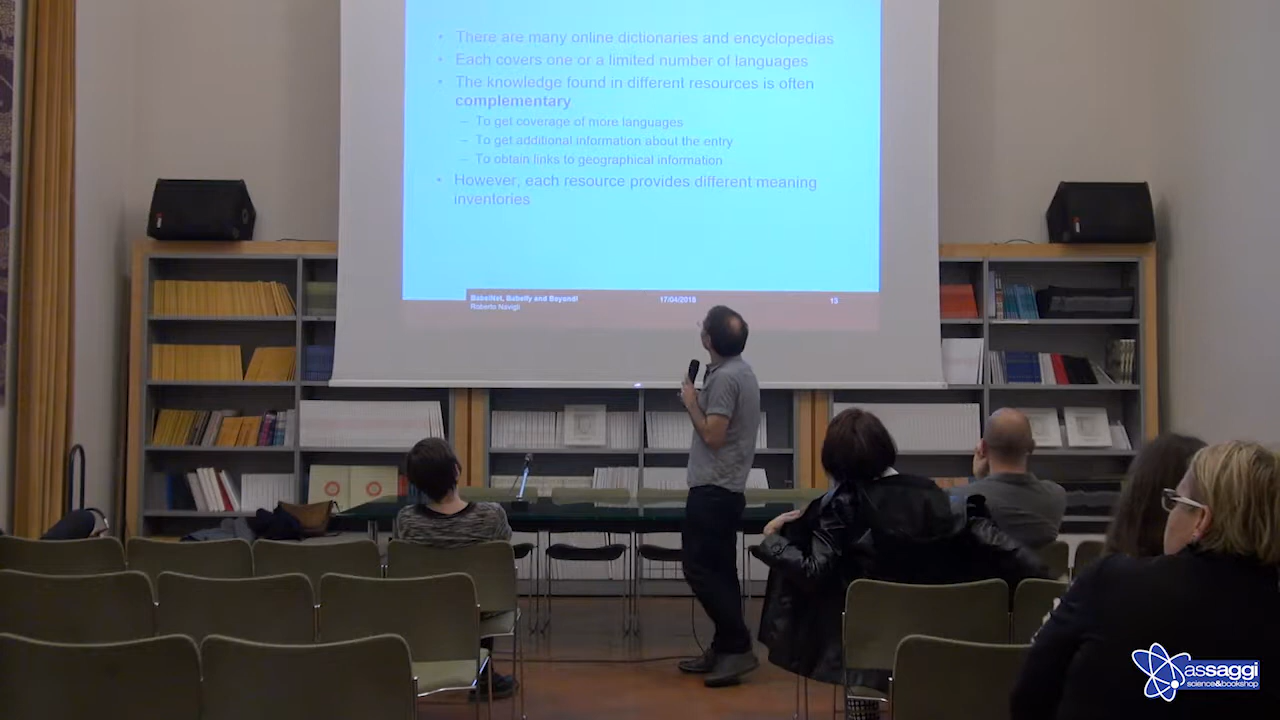 • There are many online dictionaries and encyclopedias
• Each covers one or a limited number of languages
• The knowledge found in different resources is often
complementary
– To get coverage of more languages
– To get additional information about the entry
– To obtain links to geographical information
• However, each resource provides different meaning
inventories
BabelNet, Babelfy and Beyond!
Roberto Navigli
17/04/2018
15
assaggi
science&bookshop